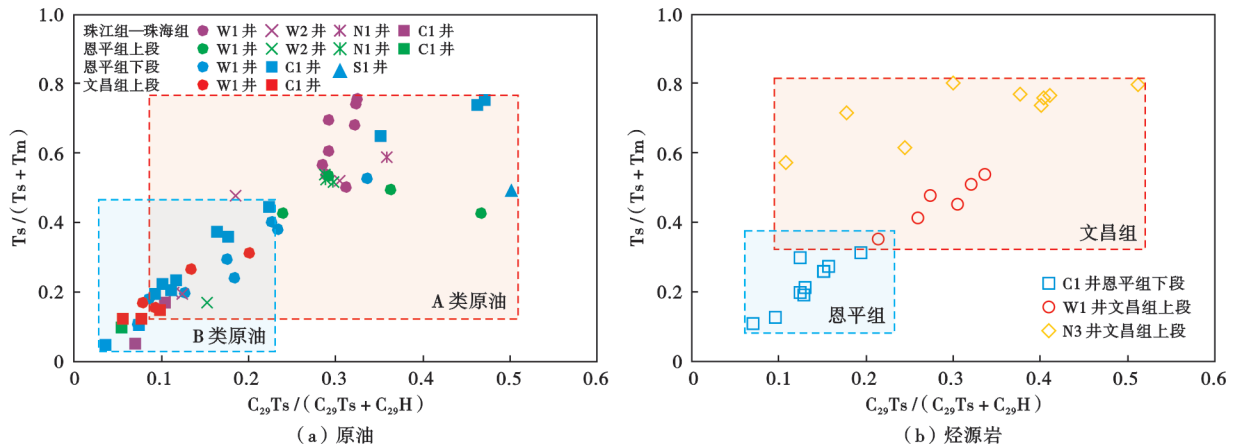 珠江组—珠海组 W1 井 W2 井 N1 井 C1 井
恩平组上段 W1 井 W2 井 N1 井 C1 井
恩平组下段 W1 井 C1 井 S1 井
文昌组上段 W1 井 C1 井
A 类原油
B 类原油
1.0
0.8
0.6
0.4
0.2
0
Ts/(Ts+Tm)
0 0.1 0.2 0.3 0.4 0.5 0.6
C₂₉Ts/(C₂₉Ts+C₂₉H)
(a)原油
1.0
0.8
0.6
0.4
0.2
0
Ts/(Ts+Tm)
文昌组
恩平组
C1 井恩平组下段
W1 井文昌组上段
N3 井文昌组上段
0 0.1 0.2 0.3 0.4 0.5 0.6
C₂₉Ts/(C₂₉Ts+C₂₉H)
(b)烃源岩